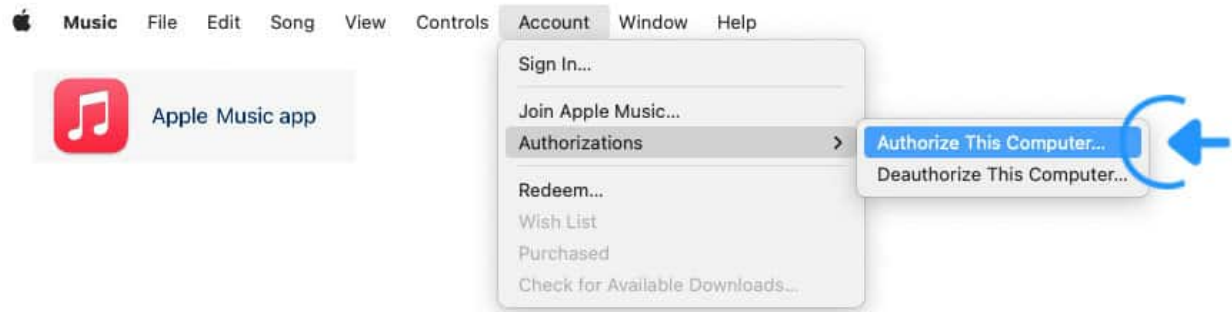 Music File Edit Song View Controls Account Window Help
Apple Music app
Sign In...
Join Apple Music...
Authorizations
Authorize This Computer...
Deauthorize This Computer...
Redeem...
Wish List
Purchased
Check for Available Downloads...